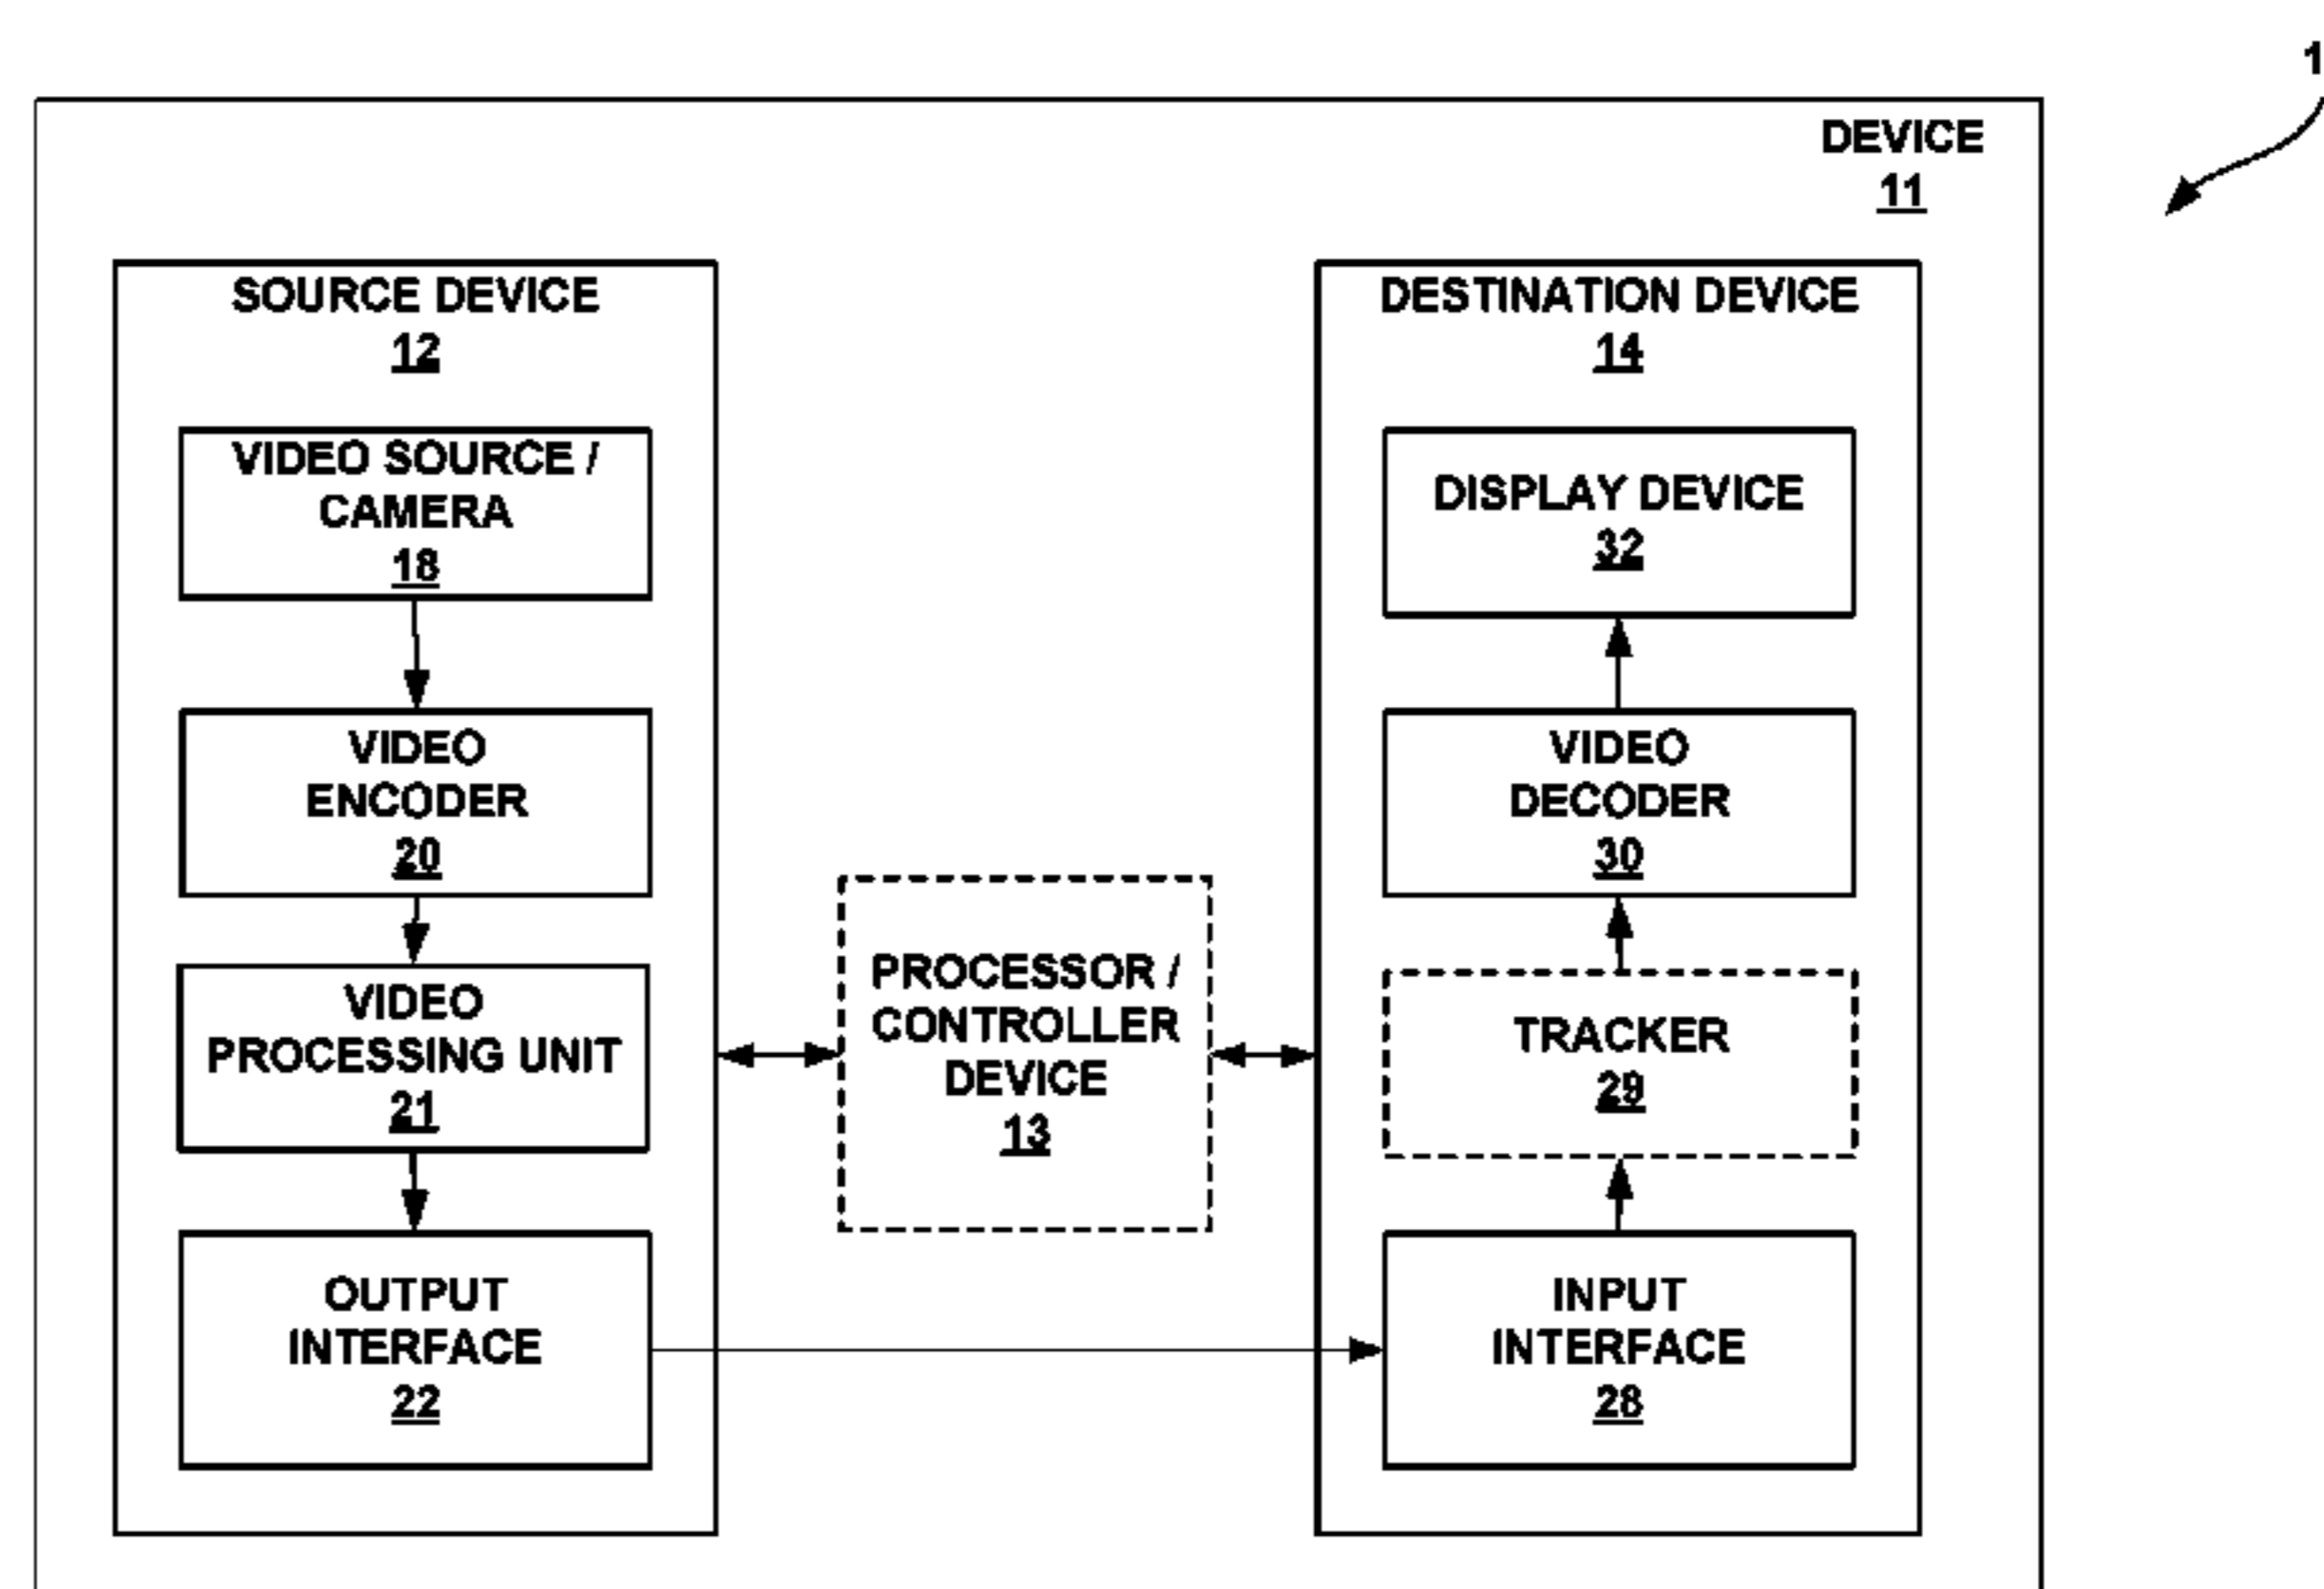 1
DEVICE
11
SOURCE DEVICE
12
VIDEO SOURCE /
CAMERA
18
VIDEO
ENCODER
20
VIDEO
PROCESSING UNIT
21
OUTPUT
INTERFACE
22
PROCESSOR /
CONTROLLER
DEVICE
13
DESTINATION DEVICE
14
DISPLAY DEVICE
32
VIDEO
DECODER
30
TRACKER
29
INPUT
INTERFACE
28